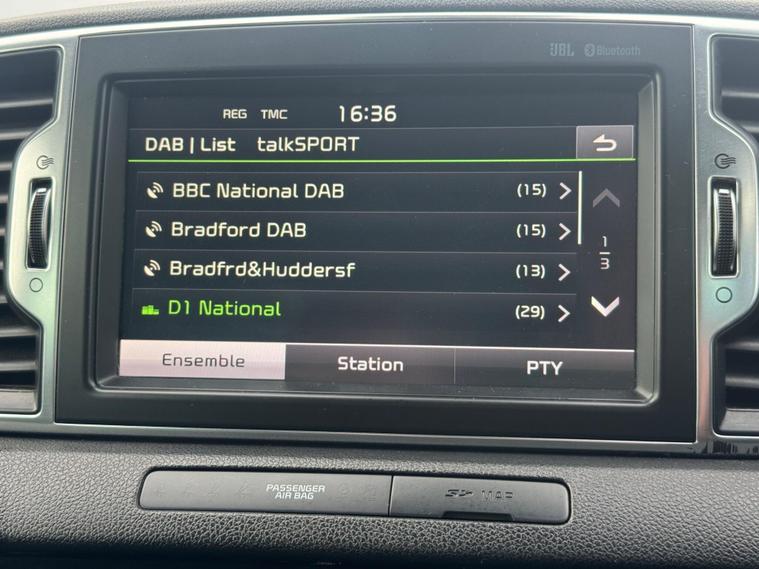 JBL Bluetooth
REG TMC 16:36
DAB | List talkSPORT
BBC National DAB (15)
Bradford DAB (15)
Bradfrd&Huddersf (13)
1
3
D1 National (29)
Ensemble Station PTY
PASSENGER
AIR BAG
SD MAP